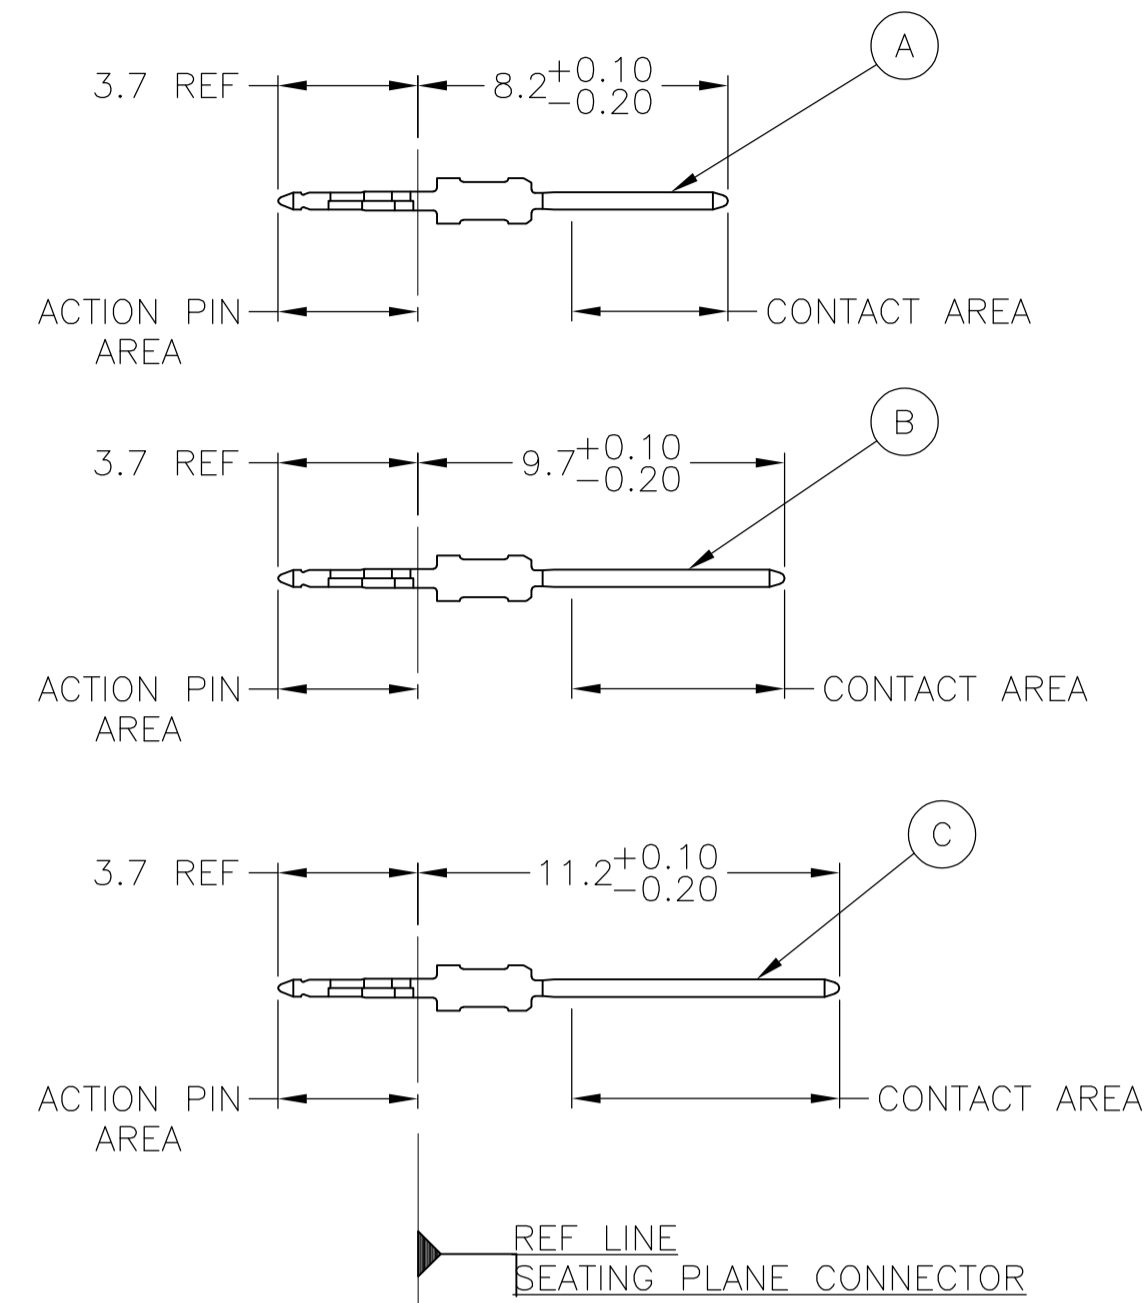 A
3.7 REF
8.2 +0.10
-0.20
ACTION PIN
AREA
CONTACT AREA
B
3.7 REF
9.7 +0.10
-0.20
ACTION PIN
AREA
CONTACT AREA
C
3.7 REF
11.2 +0.10
-0.20
ACTION PIN
AREA
CONTACT AREA
REF LINE
SEATING PLANE CONNECTOR